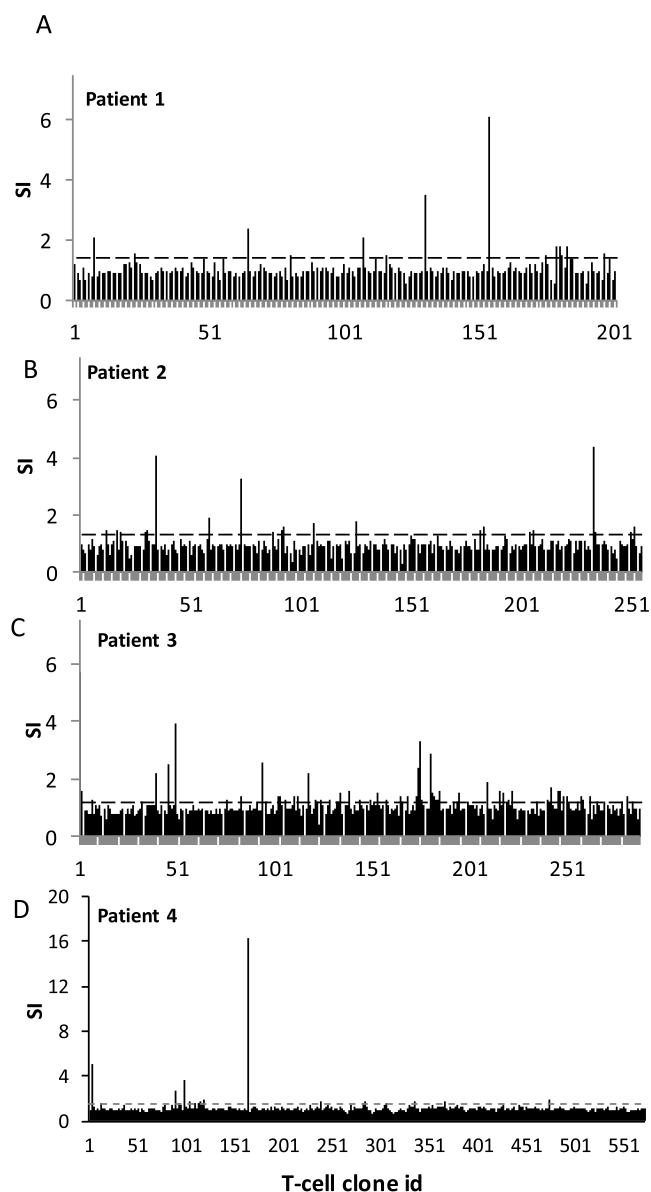 A
Patient 1
6
4
2
0
SI
1 51 101 151 201
B
Patient 2
6
4
2
0
SI
1 51 101 151 201 251
C
Patient 3
6
4
2
0
SI
1 51 101 151 201 251
D
Patient 4
20
16
12
8
4
0
SI
1 51 101 151 201 251 301 351 401 451 501 551
T-cell clone id